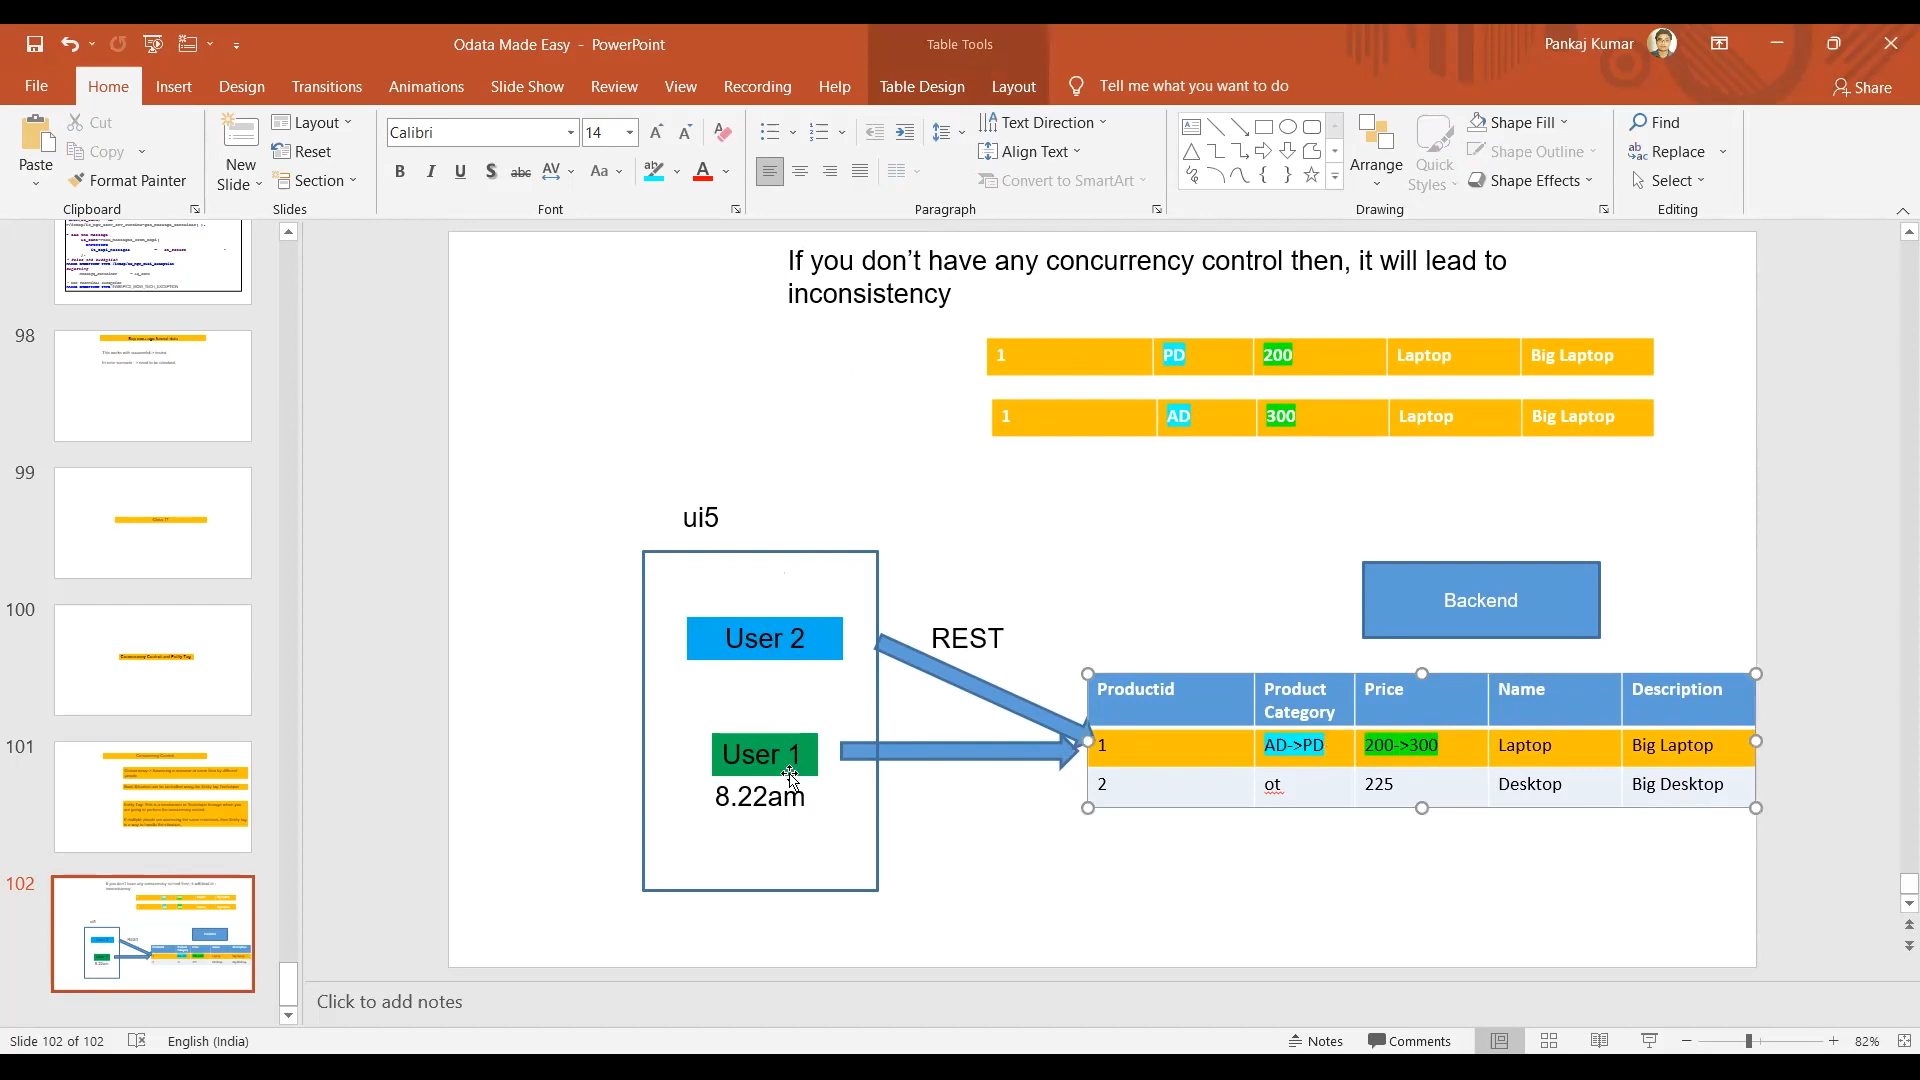 Odata Made Easy - PowerPoint
Table Tools
Pankaj Kumar
File
Home
Insert
Design
Transitions
Animations
Slide Show
Review
View
Recording
Help
Table Design
Layout
Tell me what you want to do
Share
Paste
Cut
Copy
Format Painter
Clipboard
New
Slide
Layout
Reset
Section
Slides
Calibri
14
Font
Text Direction
Align Text
Convert to SmartArt
Paragraph
Arrange
Quick
Styles
Shape Fill
Shape Outline
Shape Effects
Drawing
Find
Replace
Select
Editing
98
99
100
Concurrency Control and Entity Tag
101
Concurrency Control
102
If you don’t have any concurrency control then, it will lead to
inconsistency
1 PD 200 Laptop Big Laptop
1 AD 300 Laptop Big Laptop
ui5
User 2
REST
Backend
User 1
8.22am
Productid Product Category Price Name Description
1 AD->PD 200->300 Laptop Big Laptop
2 ot 225 Desktop Big Desktop
Click to add notes
Slide 102 of 102
English (India)
Notes
Comments
82%